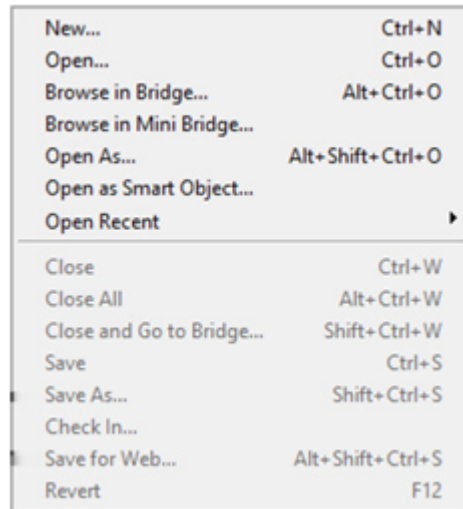 New... Ctrl+N
Open... Ctrl+O
Browse in Bridge... Alt+Ctrl+O
Browse in Mini Bridge...
Open As... Alt+Shift+Ctrl+O
Open as Smart Object...
Open Recent
Close Ctrl+W
Close All Alt+Ctrl+W
Close and Go to Bridge... Shift+Ctrl+W
Save Ctrl+S
Save As... Shift+Ctrl+S
Check In...
Save for Web... Alt+Shift+Ctrl+S
Revert F12